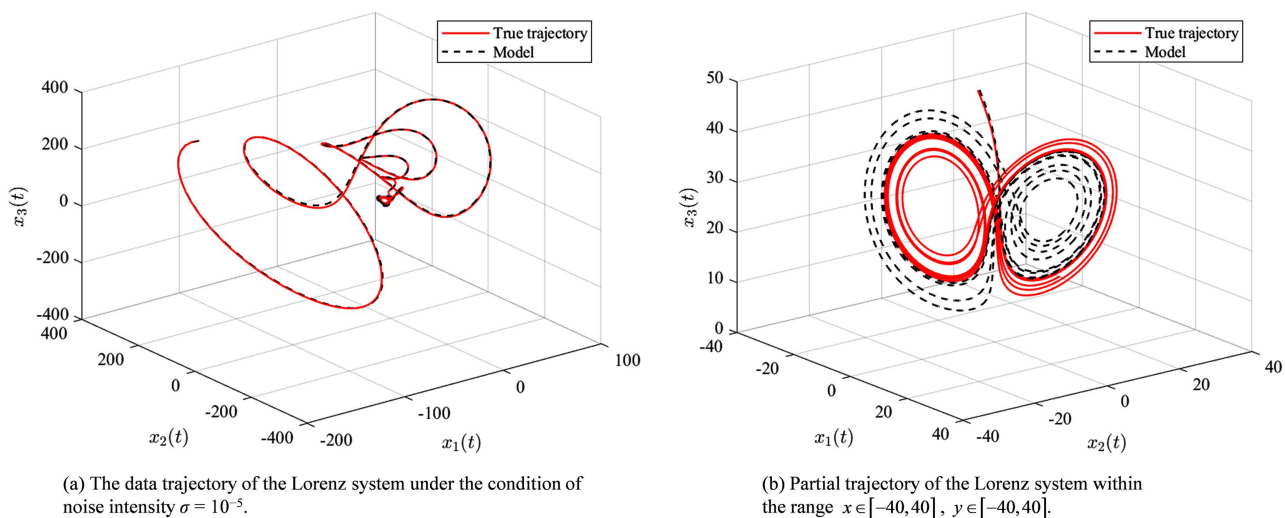 True trajectory
Model
400
200
0
-200
-400
x₃(t)
400
200
0
-200
-400
x₂(t)
-200
-100
0
100
x₁(t)
(a) The data trajectory of the Lorenz system under the condition of
noise intensity σ = 10⁻⁵.
True trajectory
Model
50
40
30
20
10
0
x₃(t)
-40
-20
0
20
40
x₁(t)
-40
-20
0
20
40
x₂(t)
(b) Partial trajectory of the Lorenz system within
the range x∈[−40,40], y∈[−40,40].